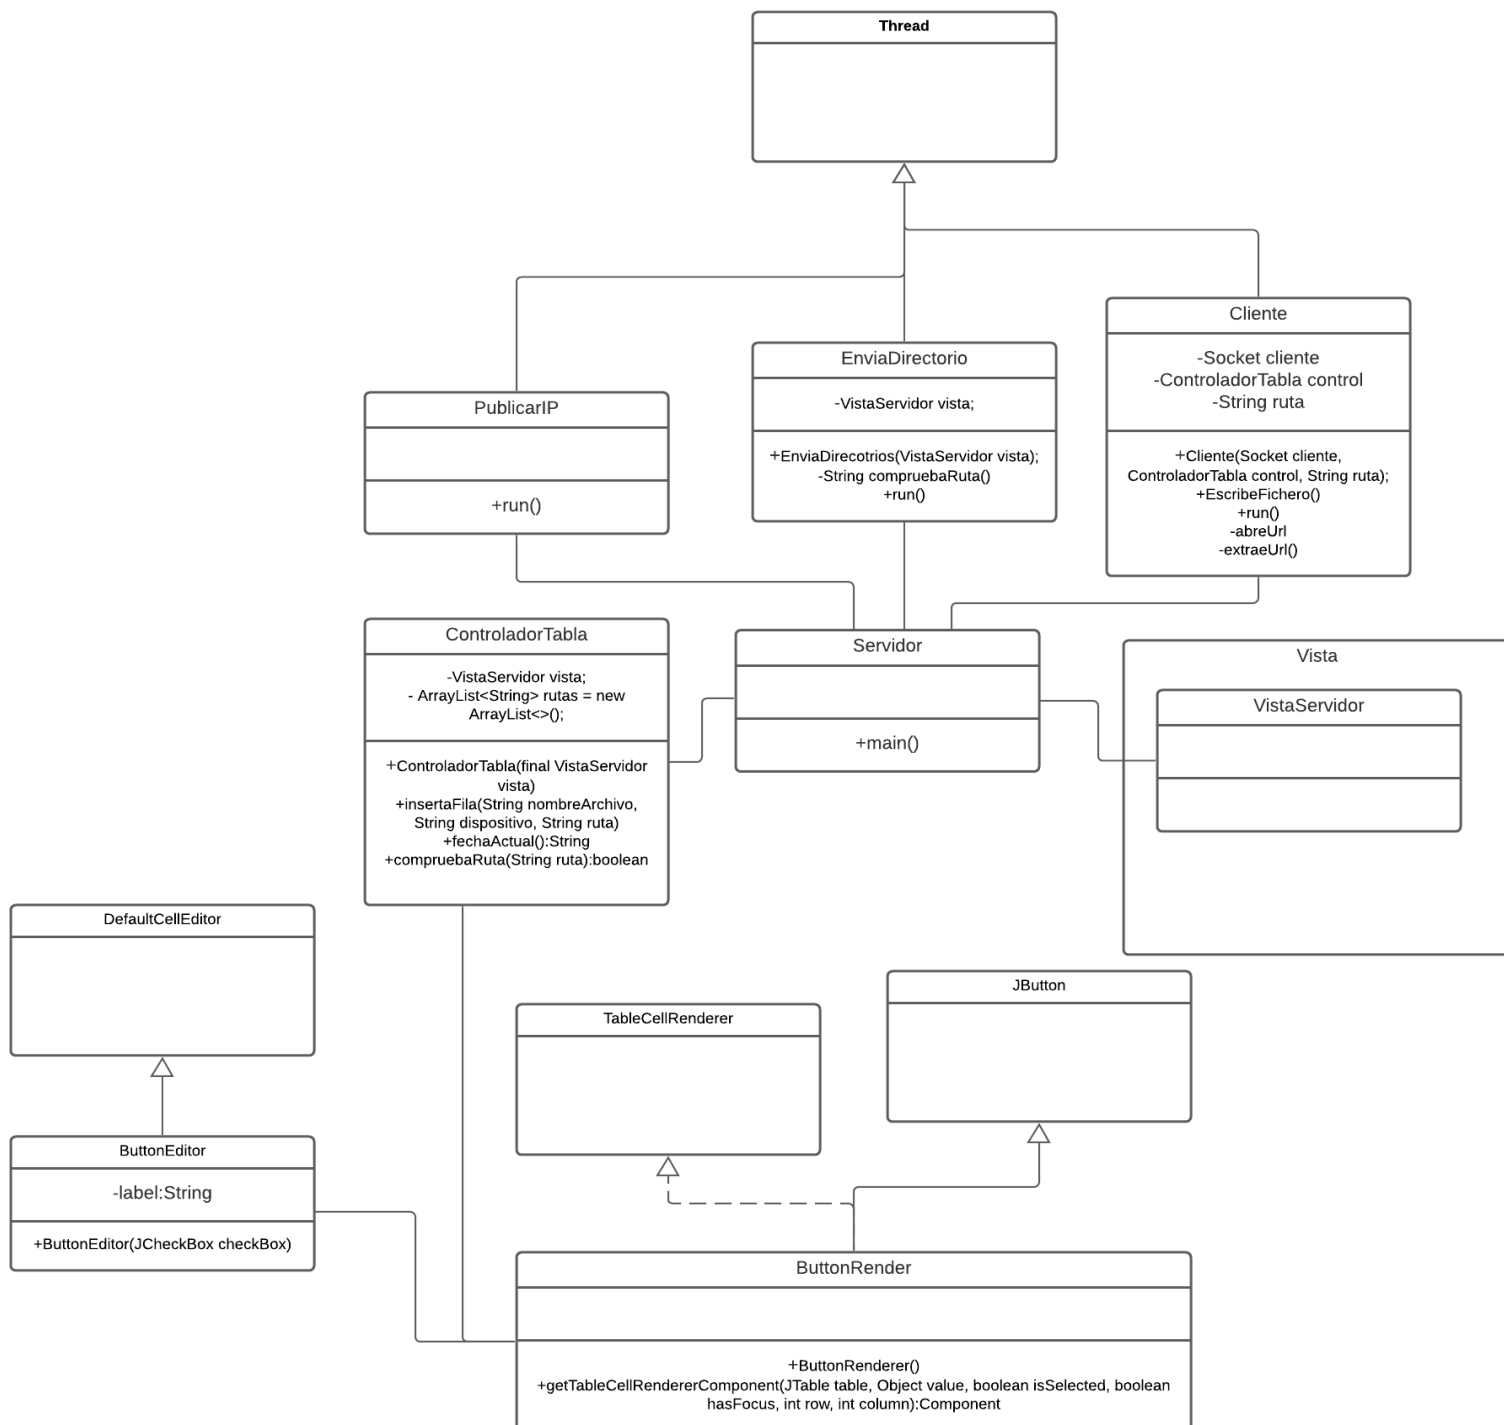 Thread
Cliente
-Socket cliente
-ControladorTabla control
-String ruta
+Cliente(Socket cliente,
ControladorTabla control, String ruta);
+EscribeFichero()
+run()
-abreUrl
-extraeUrl()
EnviaDirectorio
-VistaServidor vista;
+EnviaDirecotrios(VistaServidor vista);
-String compruebaRuta()
+run()
PublicarIP
+run()
ControladorTabla
-VistaServidor vista;
- ArrayList<String> rutas = new
ArrayList<>();
+ControladorTabla(final VistaServidor
vista)
+insertaFila(String nombreArchivo,
String dispositivo, String ruta)
+fechaActual():String
+compruebaRuta(String ruta):boolean
Servidor
+main()
Vista
VistaServidor
DefaultCellEditor
TableCellRenderer
JButton
ButtonEditor
-label:String
+ButtonEditor(JCheckBox checkBox)
ButtonRender
+ButtonRenderer()
+getTableCellRendererComponent(JTable table, Object value, boolean isSelected, boolean
hasFocus, int row, int column):Component